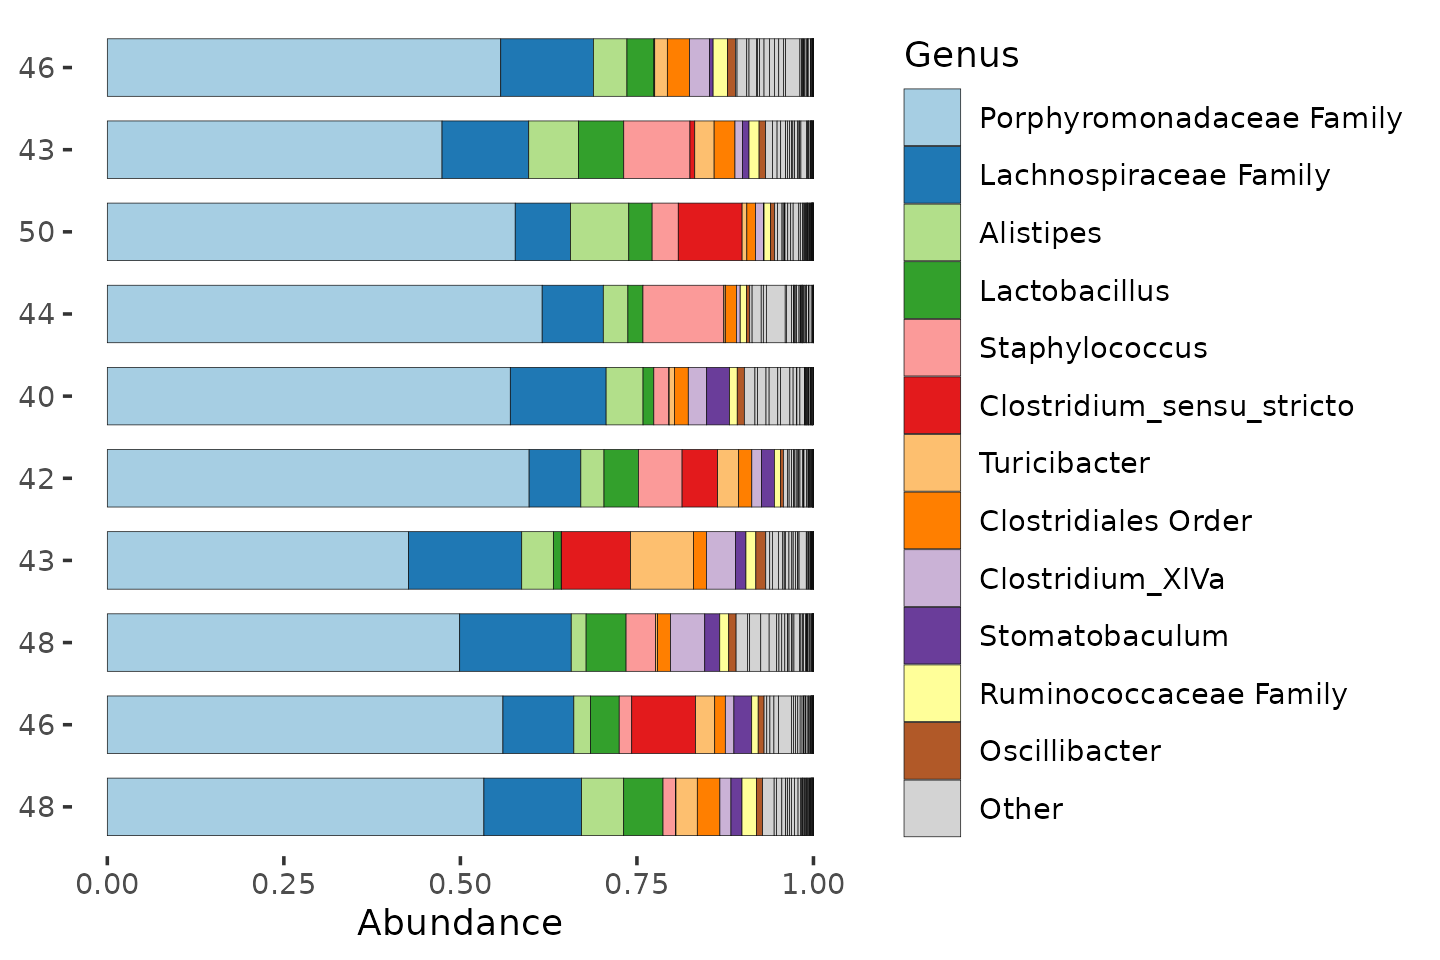 46
43
50
44
40
42
43
48
46
48
0.00 0.25 0.50 0.75 1.00
Abundance
Genus
Porphyromonadaceae Family
Lachnospiraceae Family
Alistipes
Lactobacillus
Staphylococcus
Clostridium_sensu_stricto
Turicibacter
Clostridiales Order
Clostridium_XlVa
Stomatobaculum
Ruminococcaceae Family
Oscillibacter
Other